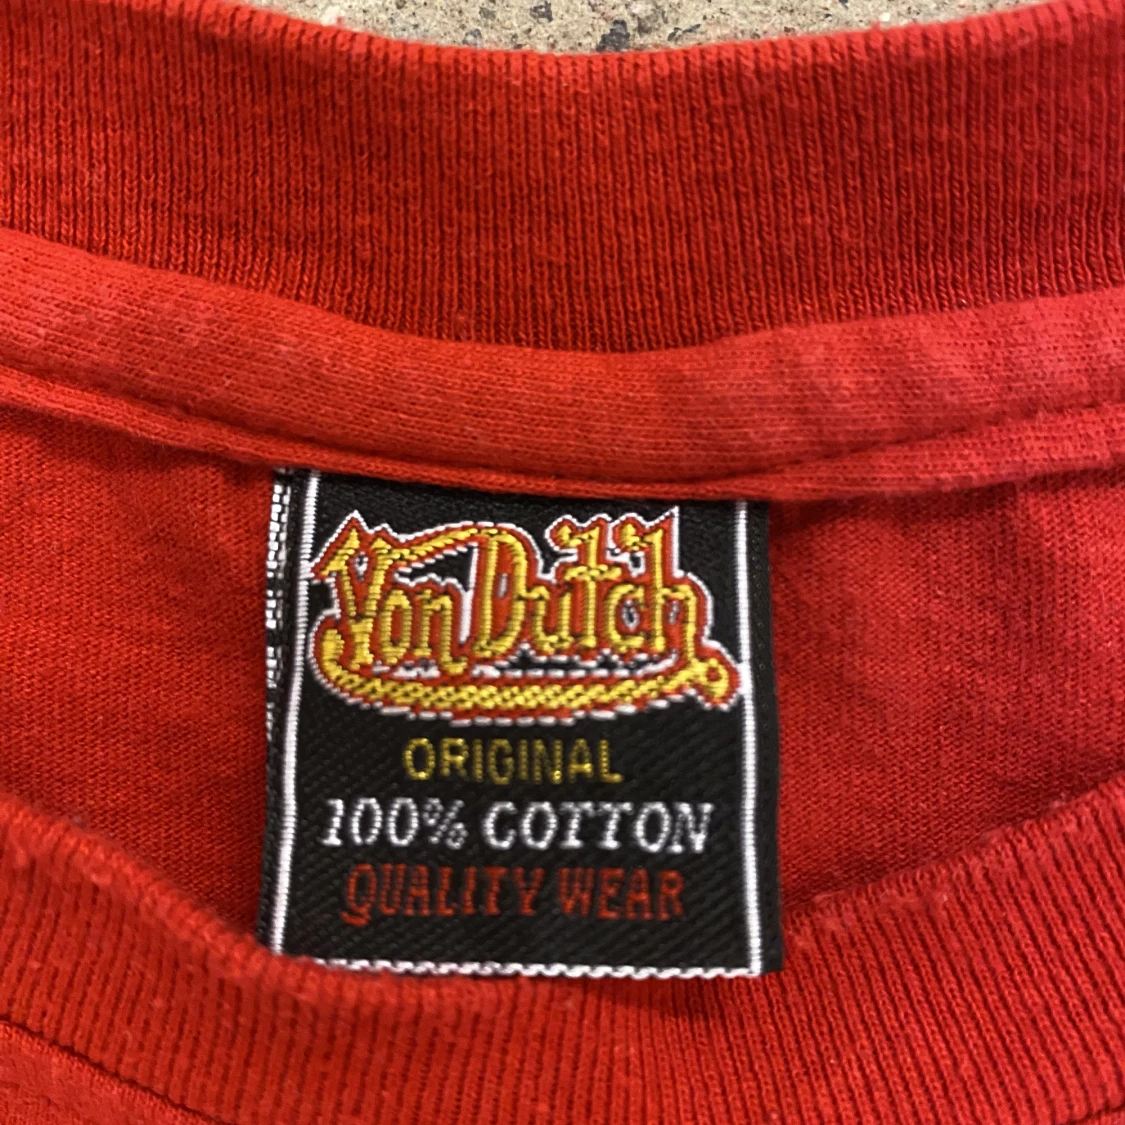 Von Dutch
ORIGINAL
100% COTTON
QUALITY WEAR